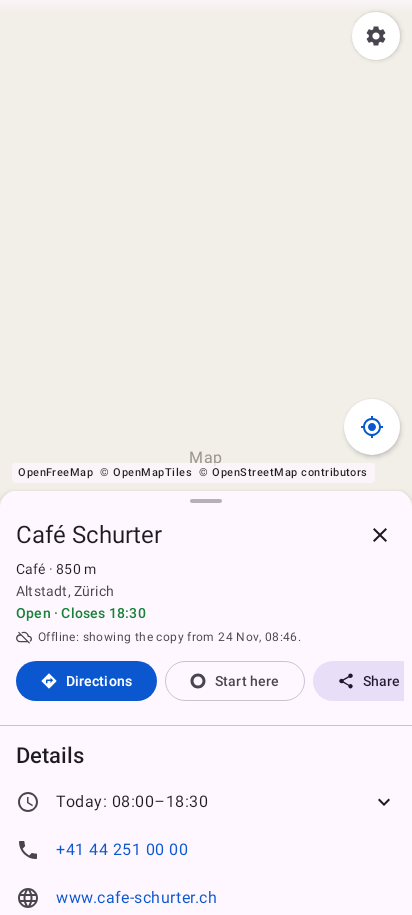 Map
OpenFreeMap © OpenMapTiles © OpenStreetMap contributors
Café Schurter
Café · 850 m
Altstadt, Zürich
Open · Closes 18:30
Offline: showing the copy from 24 Nov, 08:46.
Directions
Start here
Share
Details
Today: 08:00–18:30
+41 44 251 00 00
www.cafe-schurter.ch